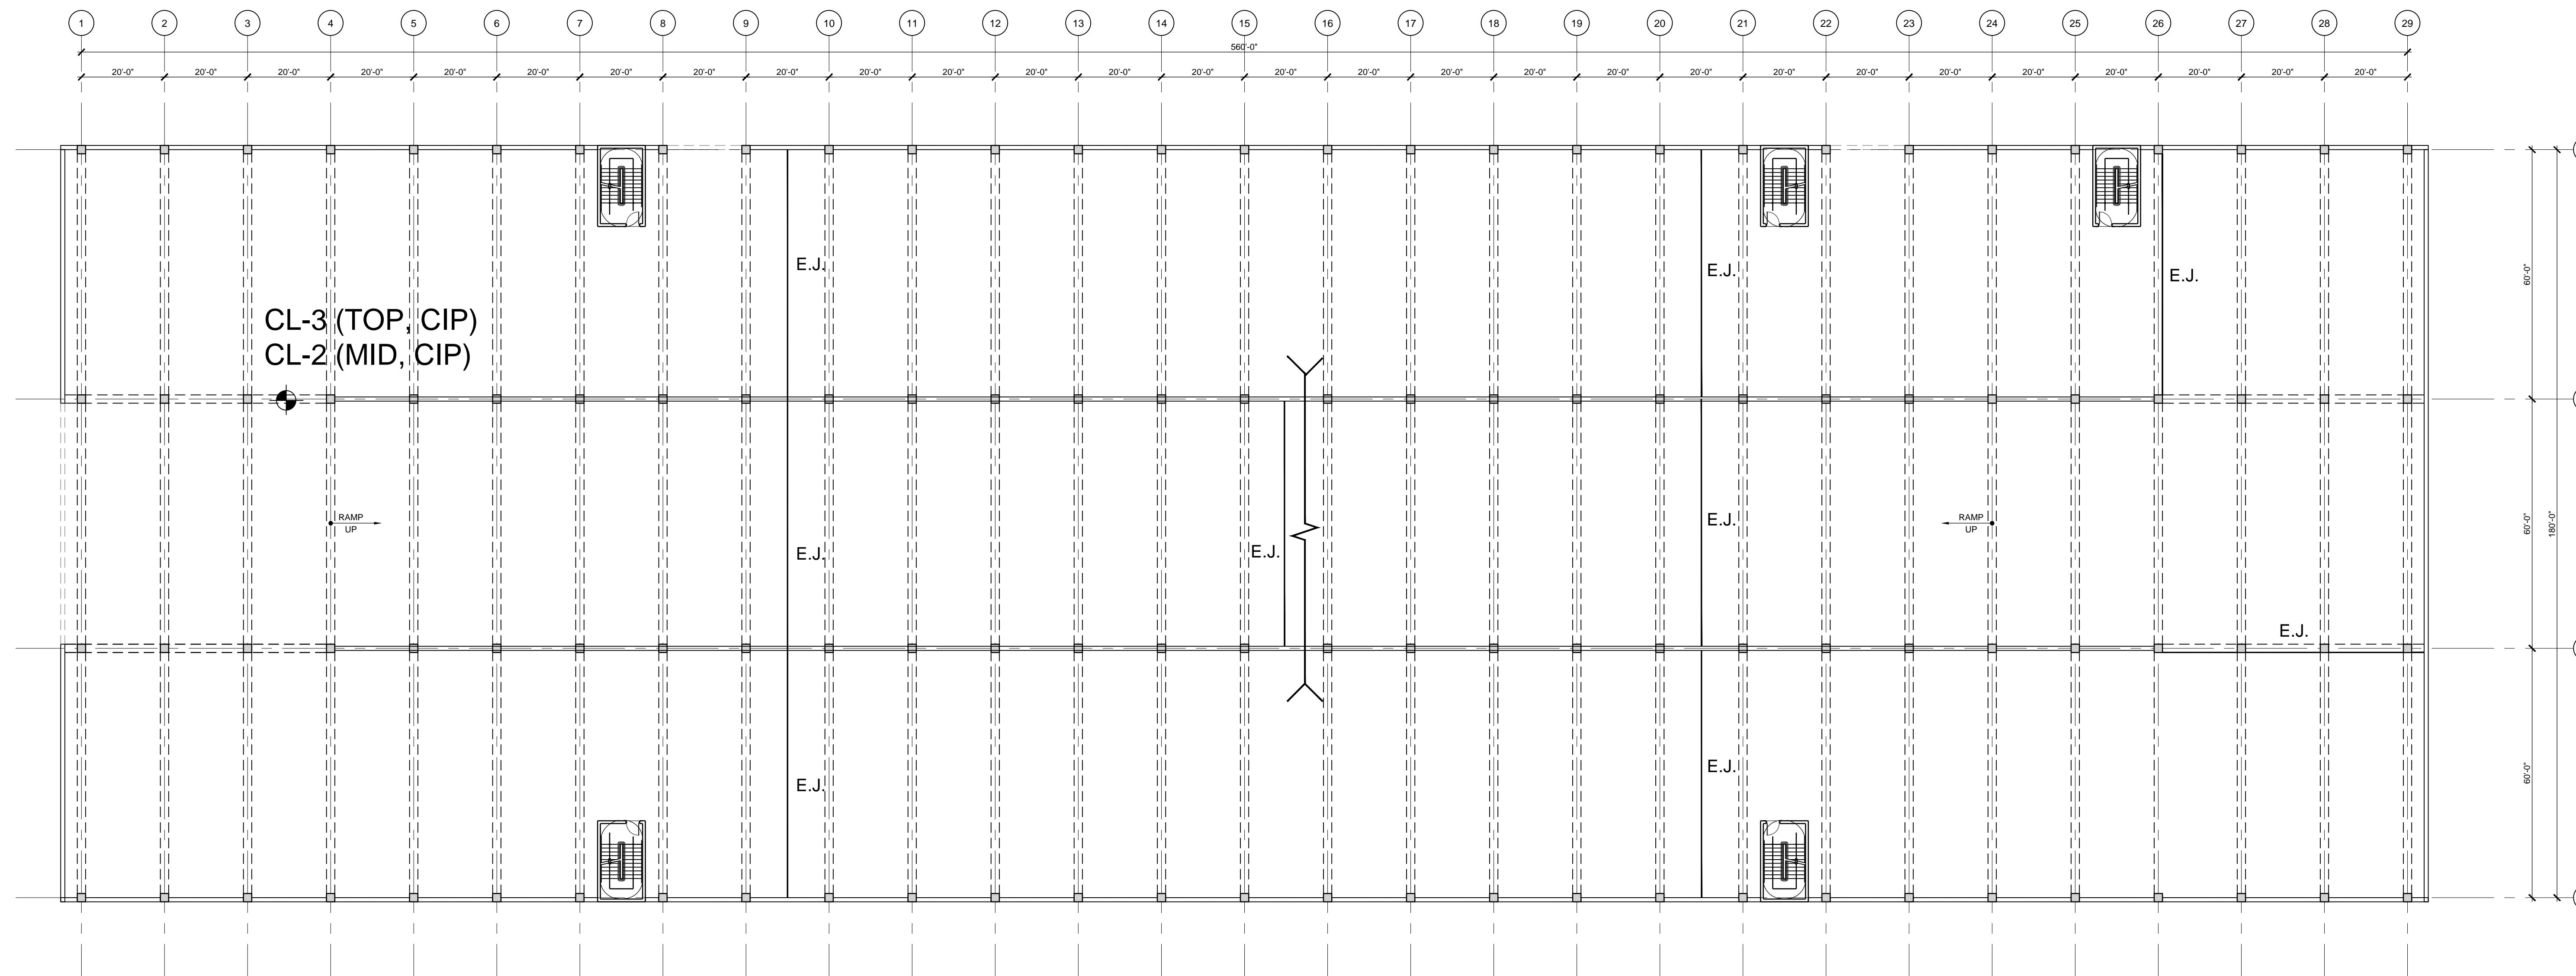 1 2 3 4 5 6 7 8 9 10 11 12 13 14 15 16 17 18 19 20 21 22 23 24 25 26 27 28 29
560'-0"
20'-0" 20'-0" 20'-0" 20'-0" 20'-0" 20'-0" 20'-0" 20'-0" 20'-0" 20'-0" 20'-0" 20'-0" 20'-0" 20'-0" 20'-0" 20'-0" 20'-0" 20'-0" 20'-0" 20'-0" 20'-0" 20'-0" 20'-0" 20'-0" 20'-0" 20'-0" 20'-0" 20'-0"
E.J.
E.J.
E.J.
60'-0"
CL-3 (TOP, CIP)
CL-2 (MID, CIP)
RAMP
UP
E.J.
E.J.
E.J.
RAMP
UP
60'-0"
180'-0"
E.J.
E.J.
E.J.
60'-0"